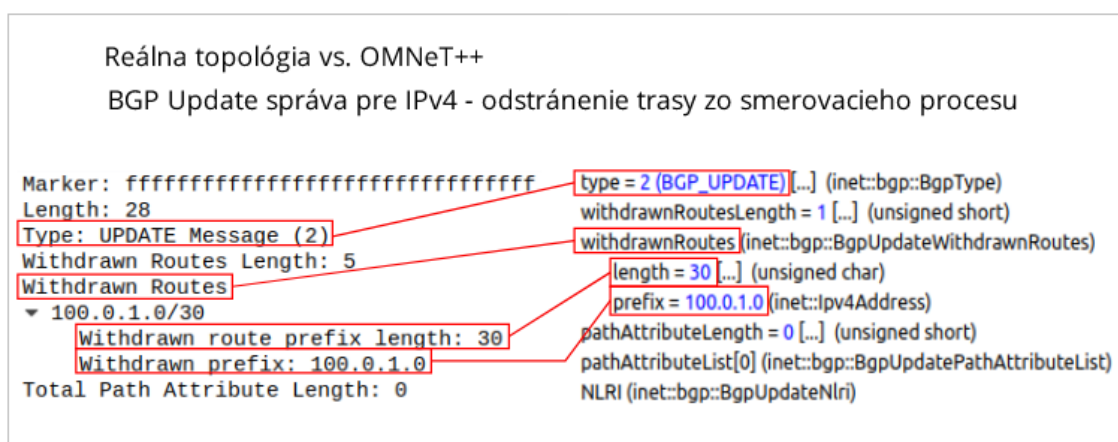 Reálna topológia vs. OMNeT++
BGP Update správa pre IPv4 - odstránenie trasy zo smerovacieho procesu
Marker: ffffffffffffffffffffffffffffffff
Length: 28
Type: UPDATE Message (2)
Withdrawn Routes Length: 5
Withdrawn Routes
100.0.1.0/30
Withdrawn route prefix length: 30
Withdrawn prefix: 100.0.1.0
Total Path Attribute Length: 0
type = 2 (BGP_UPDATE) [...] (inet::bgp::BgpType)
withdrawnRoutesLength = 1 [...] (unsigned short)
withdrawnRoutes (inet::bgp::BgpUpdateWithdrawnRoutes)
length = 30 [...] (unsigned char)
prefix = 100.0.1.0 (inet::Ipv4Address)
pathAttributeLength = 0 [...] (unsigned short)
pathAttributeList[0] (inet::bgp::BgpUpdatePathAttributeList)
NLRI (inet::bgp::BgpUpdateNlri)